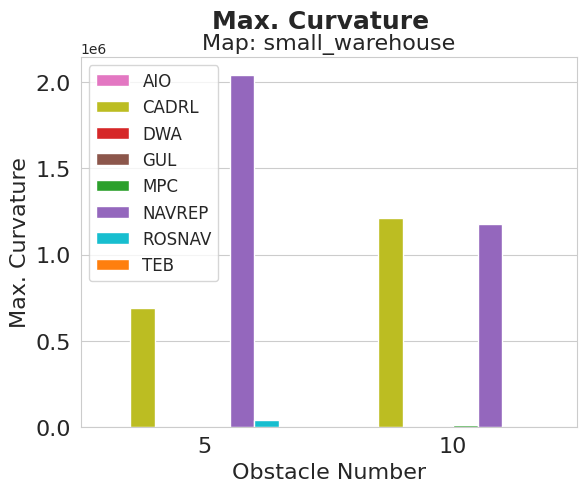 Max. Curvature
Map: small_warehouse
1e6
2.0
1.5
1.0
0.5
0.0
Max. Curvature
AIO
CADRL
DWA
GUL
MPC
NAVREP
ROSNAV
TEB
5 10
Obstacle Number